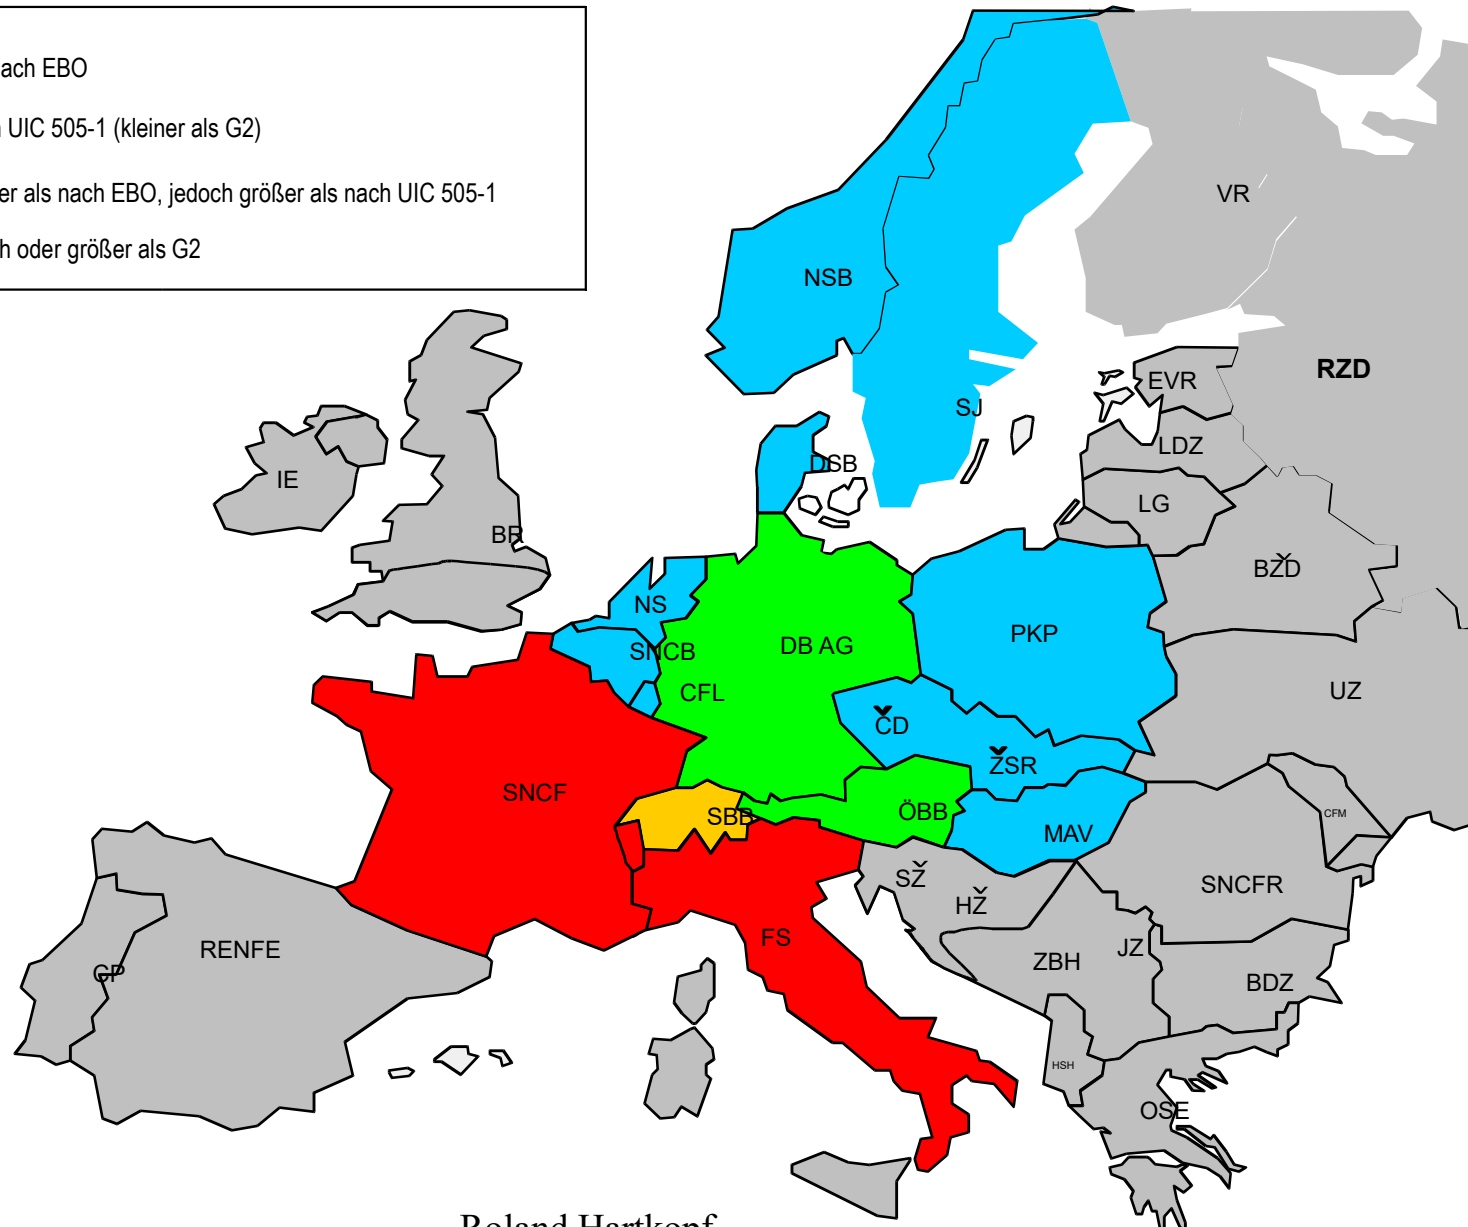 ach EBO
UIC 505-1 (kleiner als G2)
er als nach EBO, jedoch größer als nach UIC 505-1
h oder größer als G2
VR
NSB
RZD
EVR
SJ
LDZ
DSB
IE
LG
BR
BŽD
NS
PKP
DB AG
SNCB
CFL
UZ
ČD
ŽSR
SNCF
ÖBB
SBB
CFM
MAV
SŽ
SNCFR
HŽ
FS
JZ
RENFE
ZBH
CP
BDZ
HSH
OSE
Roland Hartkopf